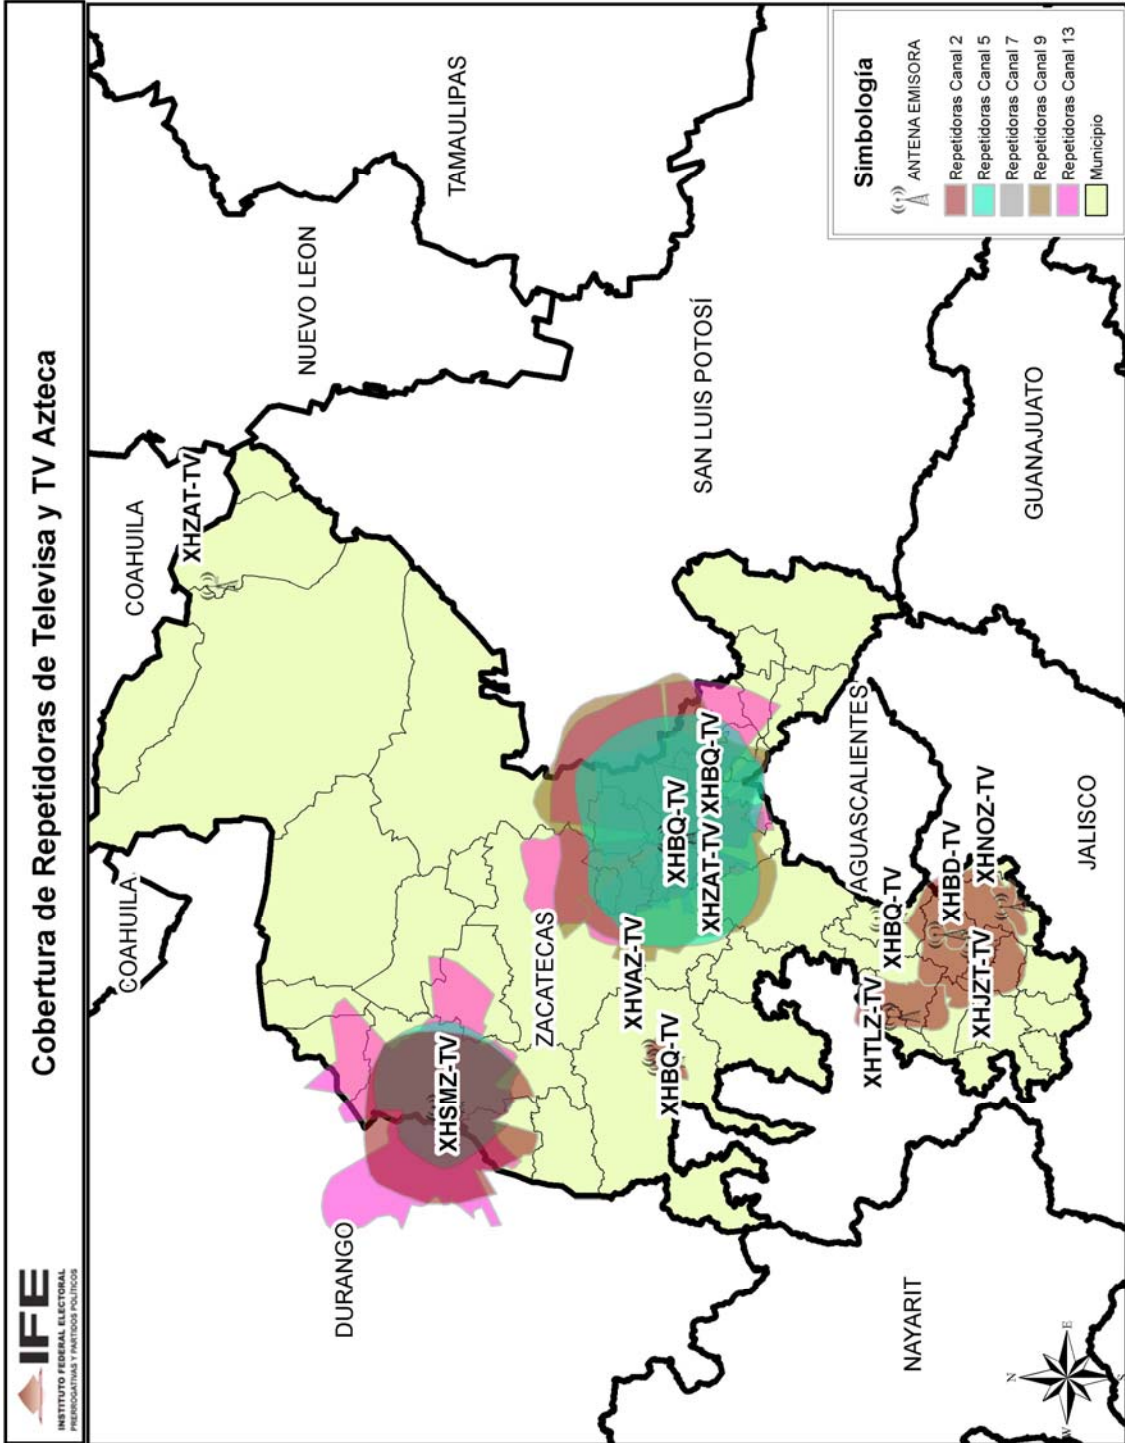 IFE
INSTITUTO FEDERAL ELECTORAL
PRERROGATIVAS Y PARTIDOS POLÍTICOS
Cobertura de Repetidoras de Televisa y TV Azteca
COAHUILA
COAHUILA
XHZAT-TV
NUEVO LEON
TAMAULIPAS
DURANGO
XHSMZ-TV
ZACATECAS
XHVAZ-TV
XHBQ-TV
XHBQ-TV
XHZAT-TV
XHBQ-TV
SAN LUIS POTOSÍ
AGUASCALIENTES
XHTLZ-TV
XHBQ-TV
XHBD-TV
XHJZT-TV
XHNOZ-TV
NAYARIT
JALISCO
GUANAJUATO
N
W
E
S
Simbología
ANTENA EMISORA
Repetidoras Canal 2
Repetidoras Canal 5
Repetidoras Canal 7
Repetidoras Canal 9
Repetidoras Canal 13
Municipio